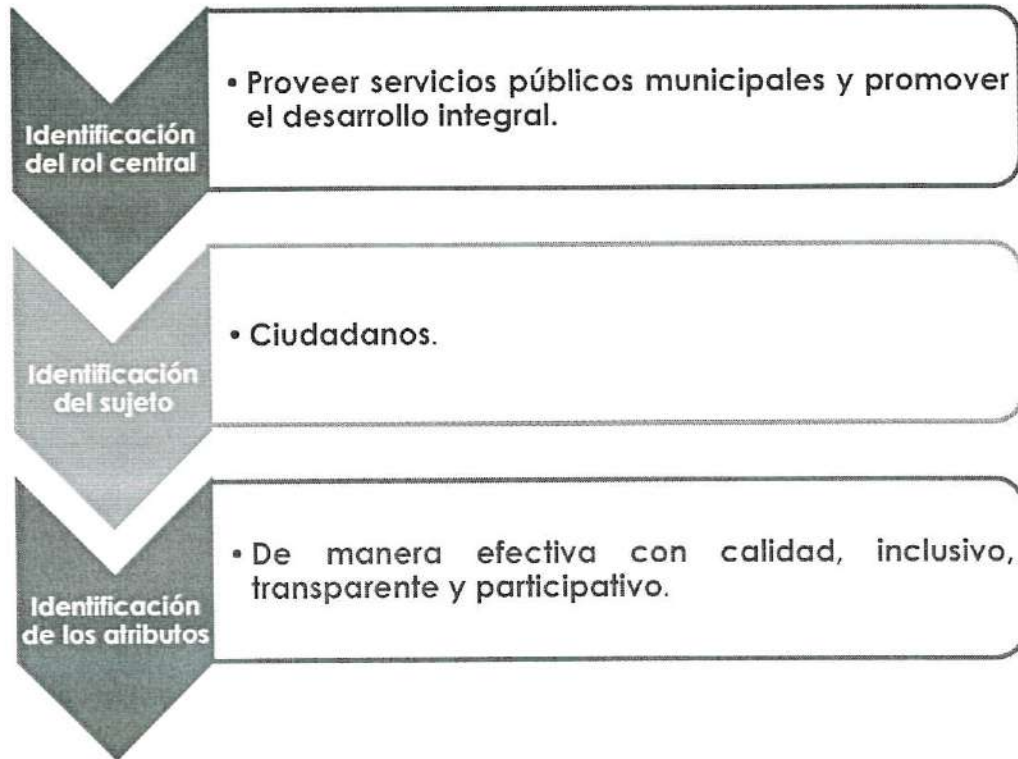 Identificación
del rol central
• Proveer servicios públicos municipales y promover
el desarrollo integral.
Identificación
del sujeto
• Ciudadanos.
Identificación
de los atributos
• De manera efectiva con calidad, inclusivo,
transparente y participativo.